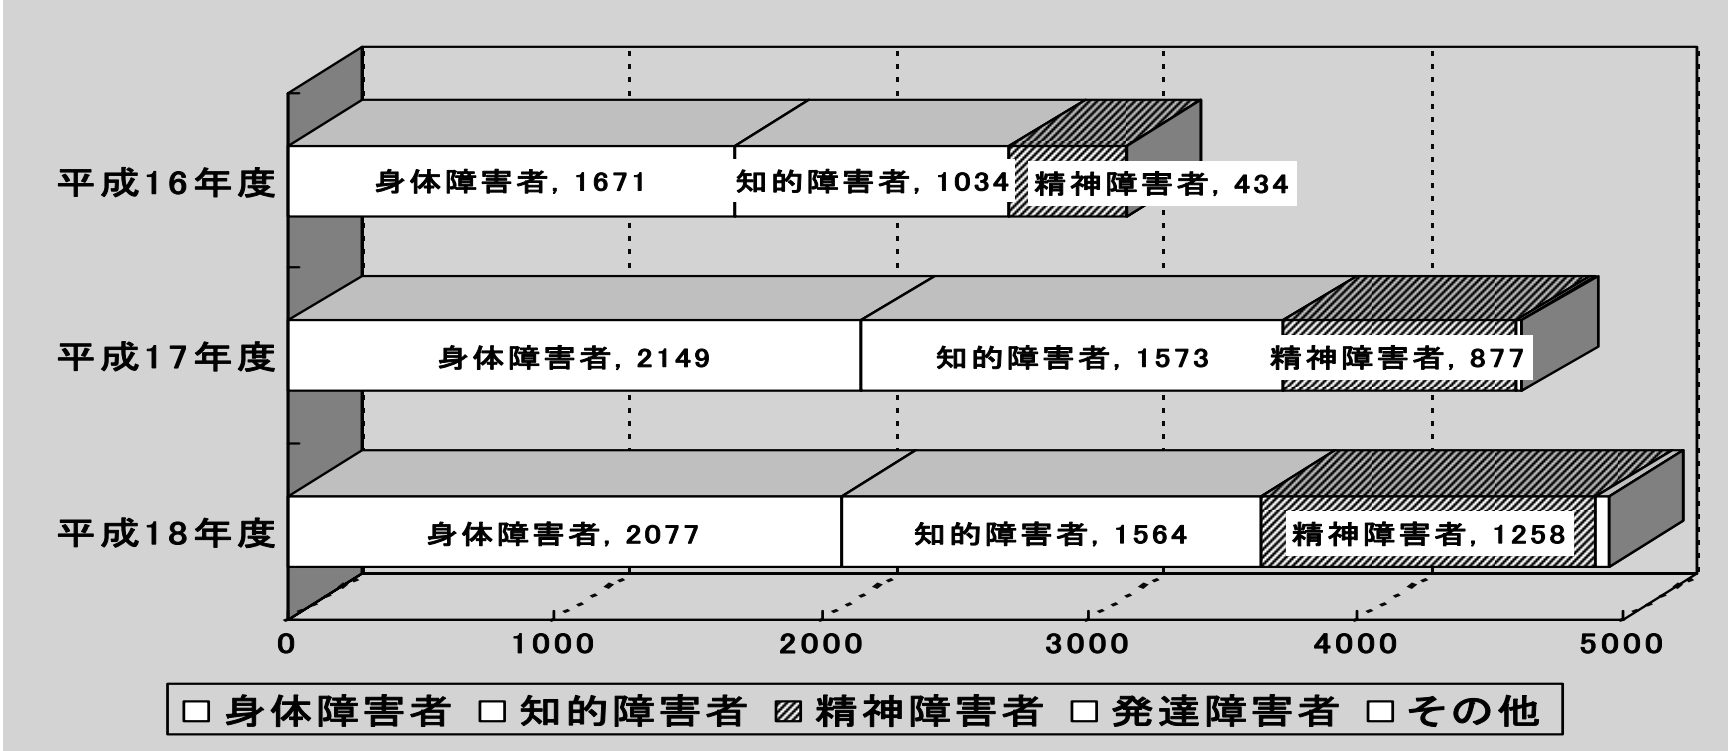 平成16年度
身体障害者, 1671
知的障害者, 1034
精神障害者, 434
平成17年度
身体障害者, 2149
知的障害者, 1573
精神障害者, 877
平成18年度
身体障害者, 2077
知的障害者, 1564
精神障害者, 1258
0 1000 2000 3000 4000 5000
身体障害者 知的障害者 精神障害者 発達障害者 その他